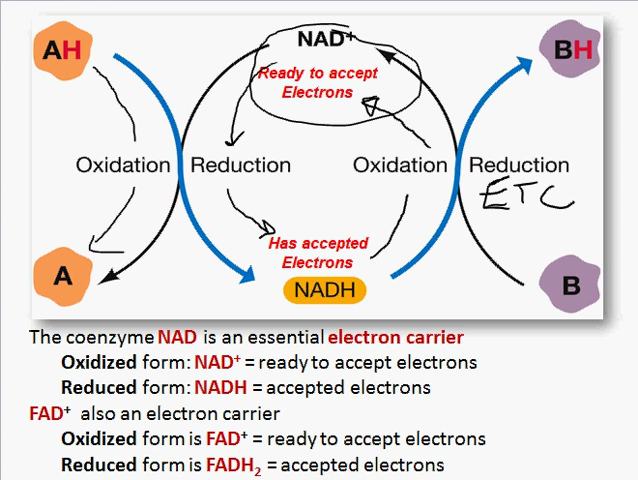 AH NAD⁺ BH
Ready to accept
Electrons
Oxidation Reduction Oxidation Reduction
ETC
Has accepted
Electrons
A NADH B
The coenzyme NAD is an essential electron carrier
Oxidized form: NAD⁺ = ready to accept electrons
Reduced form: NADH = accepted electrons
FAD⁺ also an electron carrier
Oxidized form is FAD⁺ = ready to accept electrons
Reduced form is FADH₂ = accepted electrons